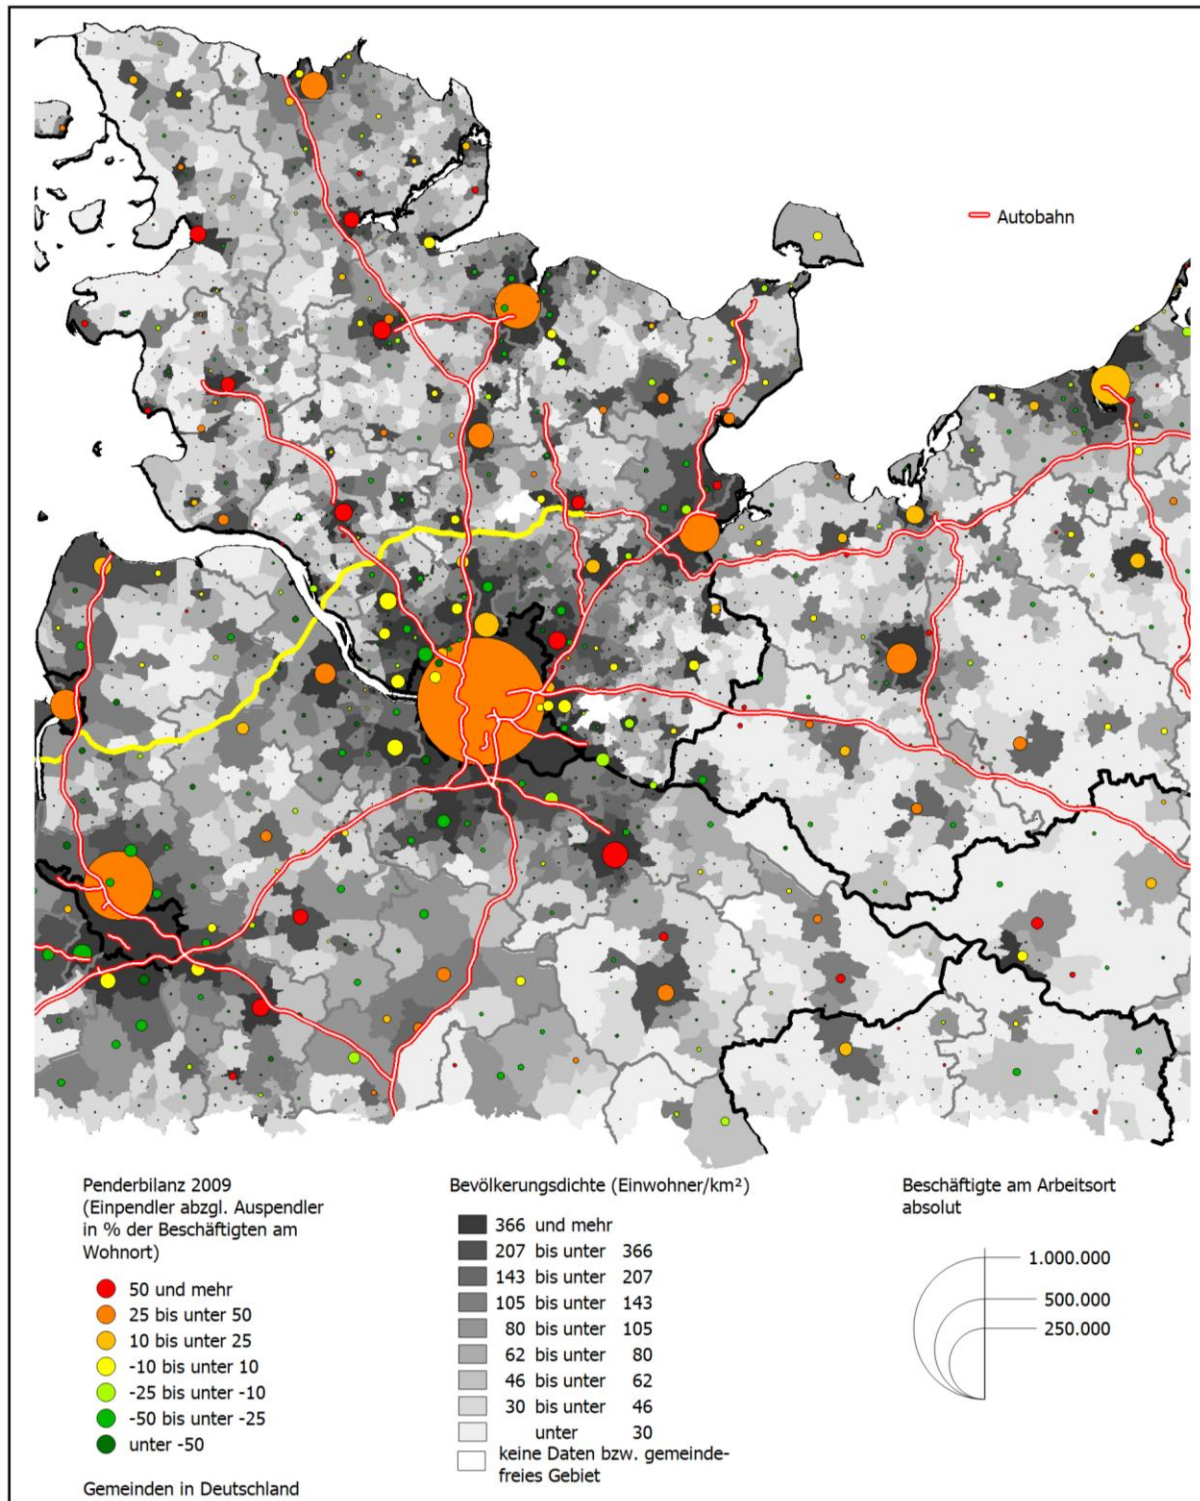 Autobahn
Penderbilanz 2009
(Einpendler abzgl. Auspendler
in % der Beschäftigten am
Wohnort)
50 und mehr
25 bis unter 50
10 bis unter 25
-10 bis unter 10
-25 bis unter -10
-50 bis unter -25
unter -50
Gemeinden in Deutschland
Bevölkerungsdichte (Einwohner/km²)
366 und mehr
207 bis unter 366
143 bis unter 207
105 bis unter 143
80 bis unter 105
62 bis unter 80
46 bis unter 62
30 bis unter 46
unter 30
keine Daten bzw. gemeinde-
freies Gebiet
Beschäftigte am Arbeitsort
absolut
1.000.000
500.000
250.000